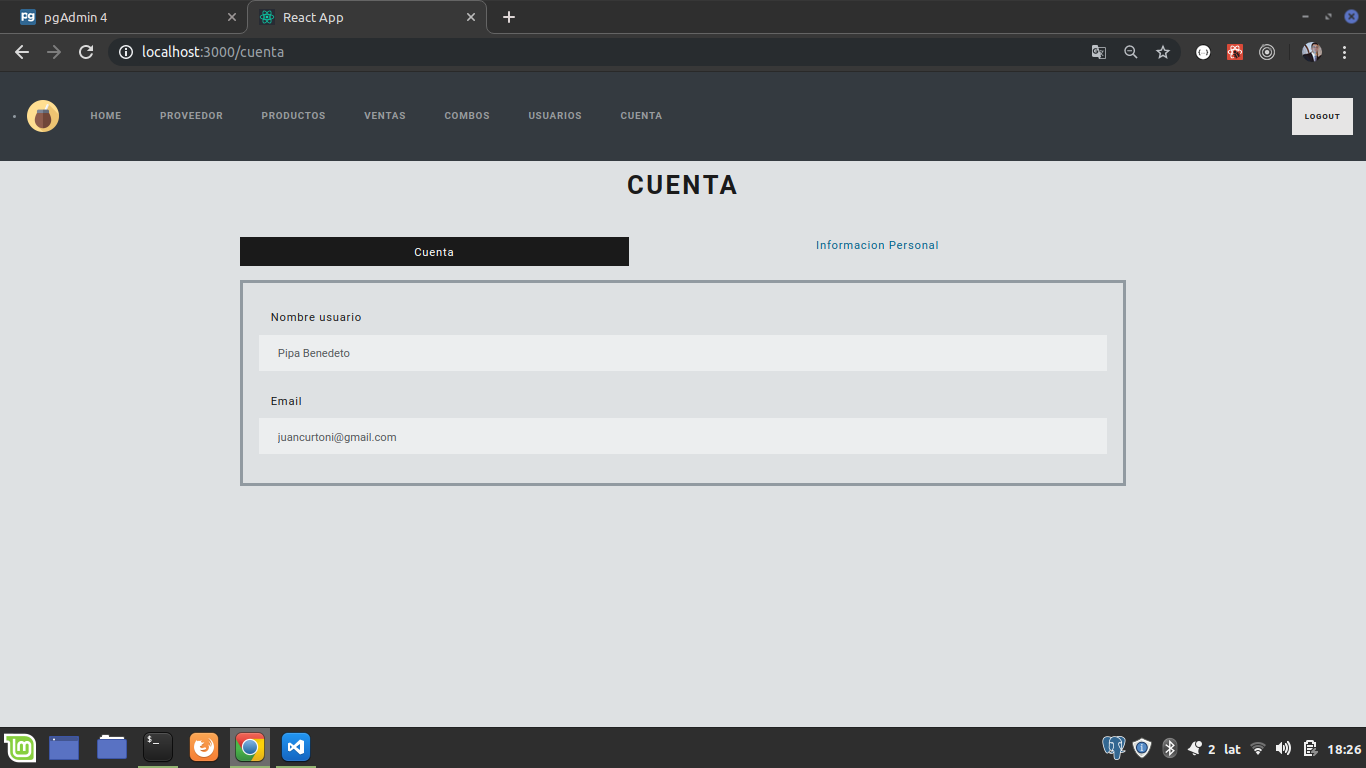 pgAdmin 4
React App
localhost:3000/cuenta
HOME
PROVEEDOR
PRODUCTOS
VENTAS
COMBOS
USUARIOS
CUENTA
LOGOUT
CUENTA
Cuenta
Informacion Personal
Nombre usuario
Pipa Benedeto
Email
juancurtoni@gmail.com
2
lat
18:26